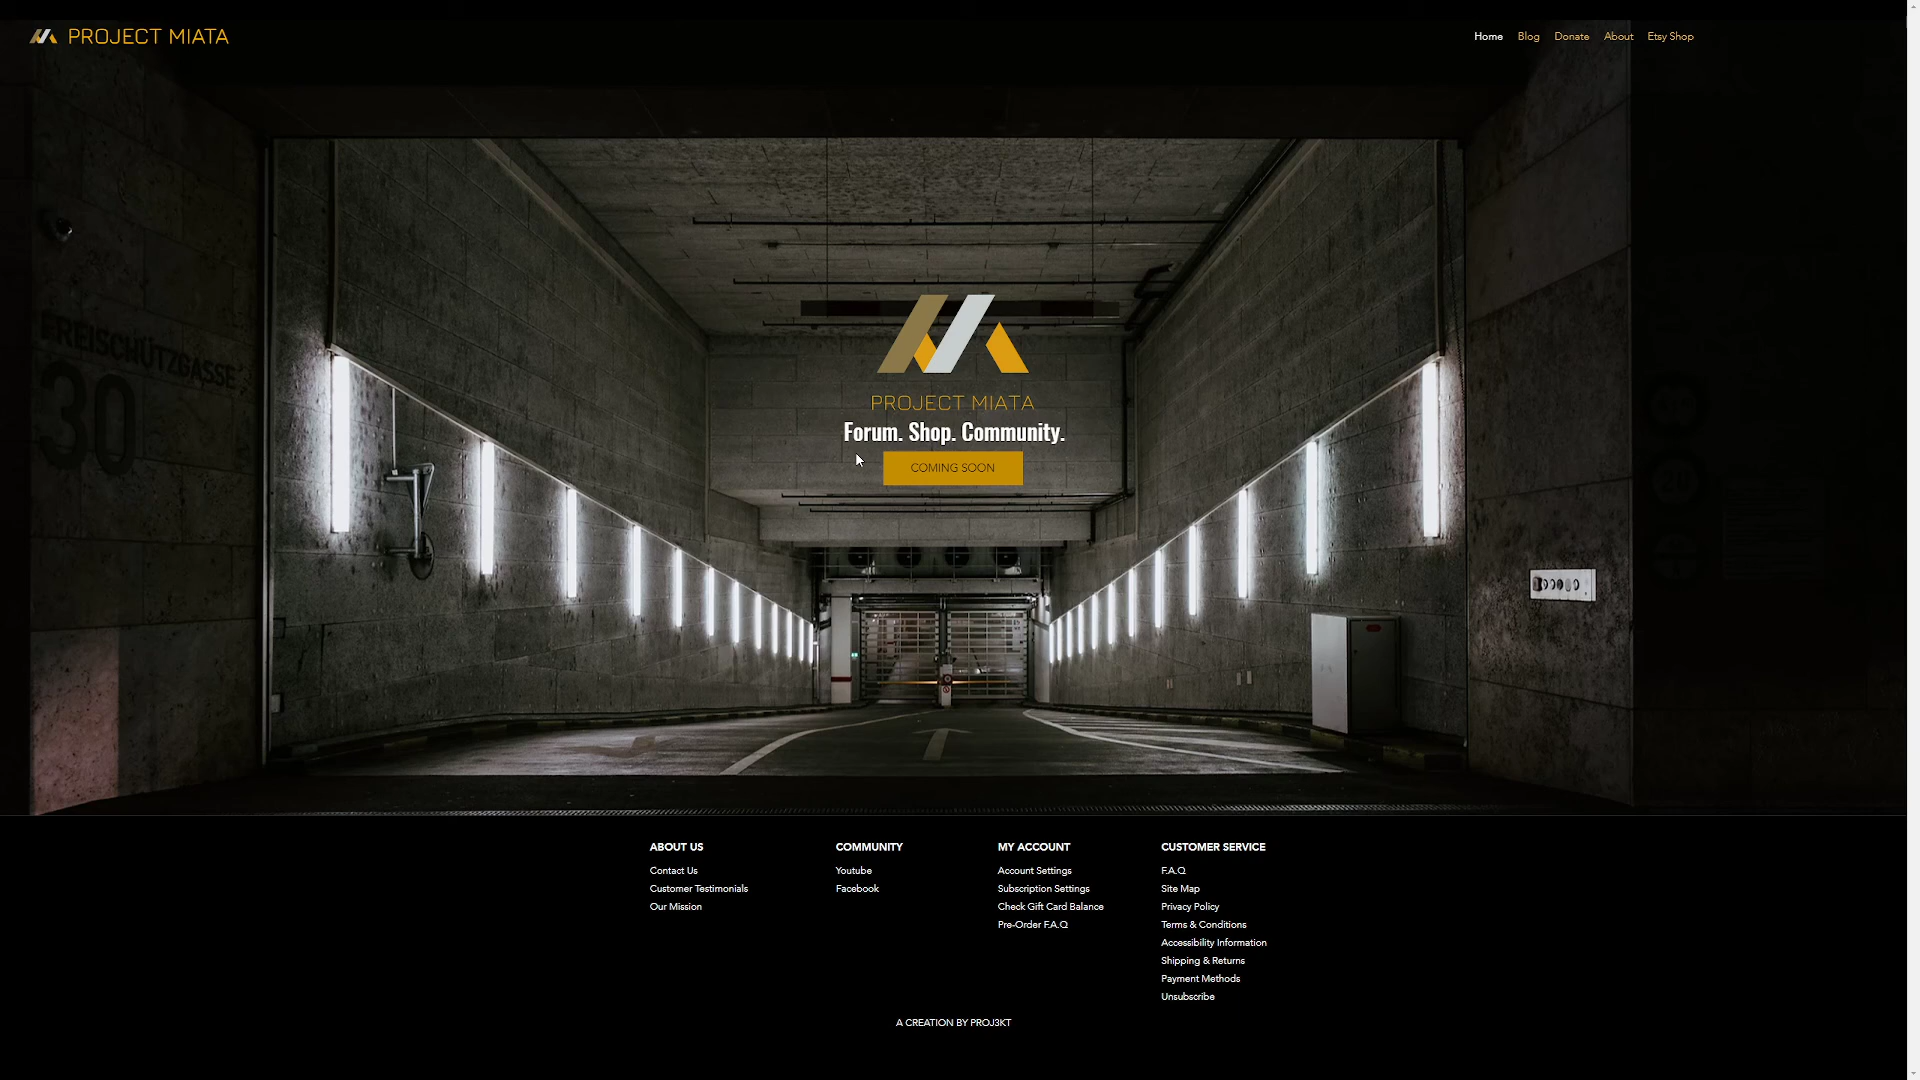 PROJECT MIATA
Home Blog Donate About Etsy Shop
FREISCHÜTZGASSE
30
PROJECT MIATA
Forum. Shop. Community.
COMING SOON
ABOUT US
Contact Us
Customer Testimonials
Our Mission
COMMUNITY
Youtube
Facebook
MY ACCOUNT
Account Settings
Subscription Settings
Check Gift Card Balance
Pre-Order F.A.Q
CUSTOMER SERVICE
F.A.Q
Site Map
Privacy Policy
Terms & Conditions
Accessibility Information
Shipping & Returns
Payment Methods
Unsubscribe
A CREATION BY PROJ3KT